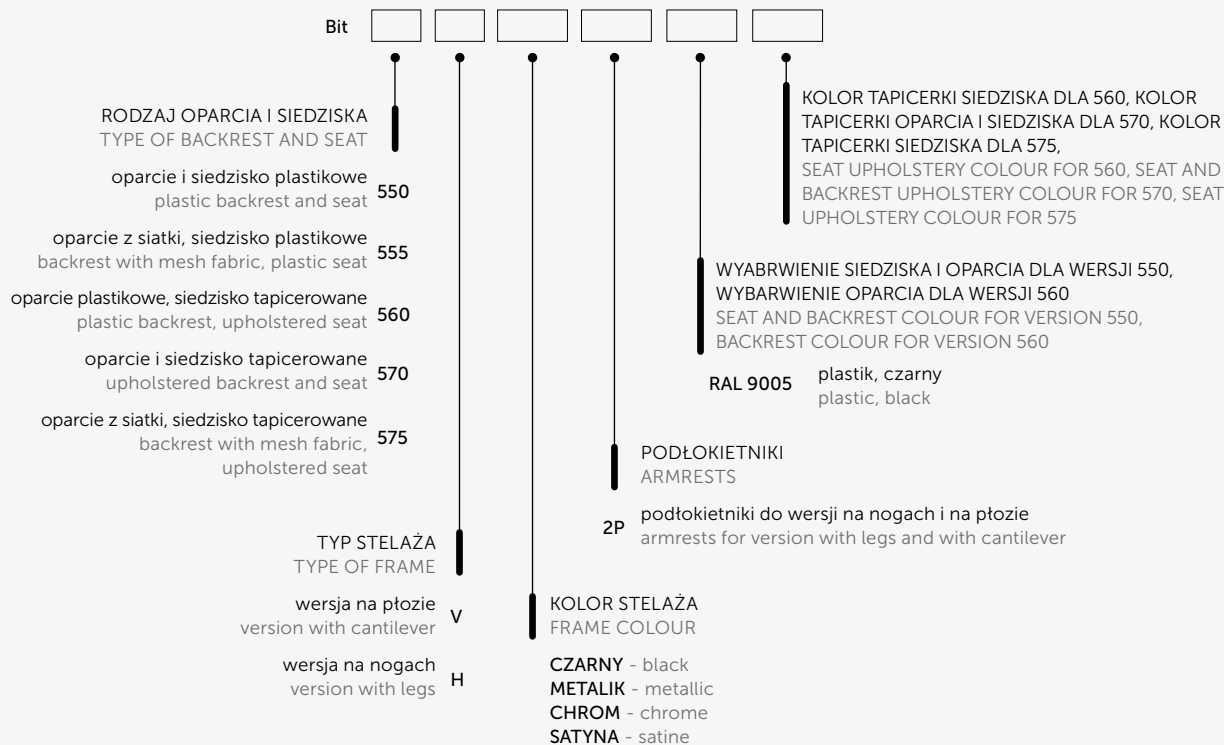 Bit
RODZAJ OPARCIA I SIEDZISKA
TYPE OF BACKREST AND SEAT
oparcie i siedzisko plastikowe
plastic backrest and seat
550
oparcie z siatki, siedzisko plastikowe
backrest with mesh fabric, plastic seat
555
oparcie plastikowe, siedzisko tapicerowane
plastic backrest, upholstered seat
560
oparcie i siedzisko tapicerowane
upholstered backrest and seat
570
oparcie z siatki, siedzisko tapicerowane
backrest with mesh fabric,
upholstered seat
575
TYP STELAŻA
TYPE OF FRAME
wersja na płozie
version with cantilever
V
wersja na nogach
version with legs
H
KOLOR STELAŻA
FRAME COLOUR
CZARNY - black
METALIK - metallic
CHROM - chrome
SATYNA - satine
PODŁOKIETNIKI
ARMRESTS
2P
podłokietniki do wersji na nogach i na płozie
armrests for version with legs and with cantilever
WYABRWIENIE SIEDZISKA I OPARCIA DLA WERSJI 550,
WYBARWIENIE OPARCIA DLA WERSJI 560
SEAT AND BACKREST COLOUR FOR VERSION 550,
BACKREST COLOUR FOR VERSION 560
RAL 9005
plastik, czarny
plastic, black
KOLOR TAPICERKI SIEDZISKA DLA 560, KOLOR
TAPICERKI OPARCIA I SIEDZISKA DLA 570, KOLOR
TAPICERKI SIEDZISKA DLA 575,
SEAT UPHOLSTERY COLOUR FOR 560, SEAT AND
BACKREST UPHOLSTERY COLOUR FOR 570, SEAT
UPHOLSTERY COLOUR FOR 575